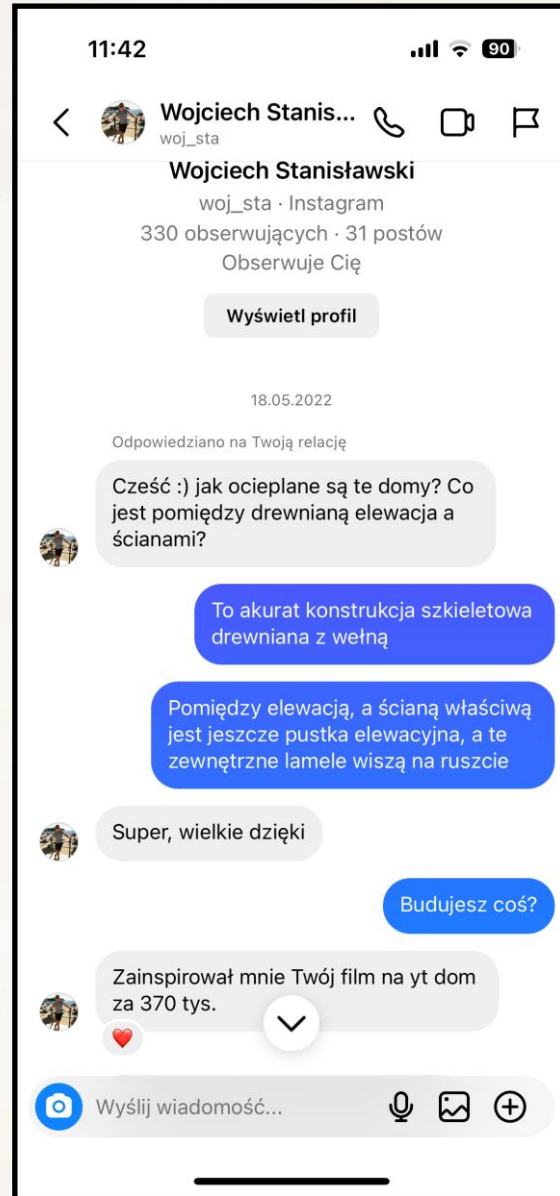 11:42
90
Wojciech Stanis...
woj_sta
Wojciech Stanisławski
woj_sta · Instagram
330 obserwujących · 31 postów
Obserwuje Cię
Wyświetl profil
18.05.2022
Odpowiedziano na Twoją relację
Cześć :) jak ocieplane są te domy? Co
jest pomiędzy drewnianą elewacja a
ścianami?
To akurat konstrukcja szkieletowa
drewniana z wełną
Pomiędzy elewacją, a ścianą właściwą
jest jeszcze pustka elewacyjna, a te
zewnętrzne lamele wiszą na ruszcie
Super, wielkie dzięki
Budujesz coś?
Zainspirował mnie Twój film na yt dom
za 370 tys.
Wyślij wiadomość...